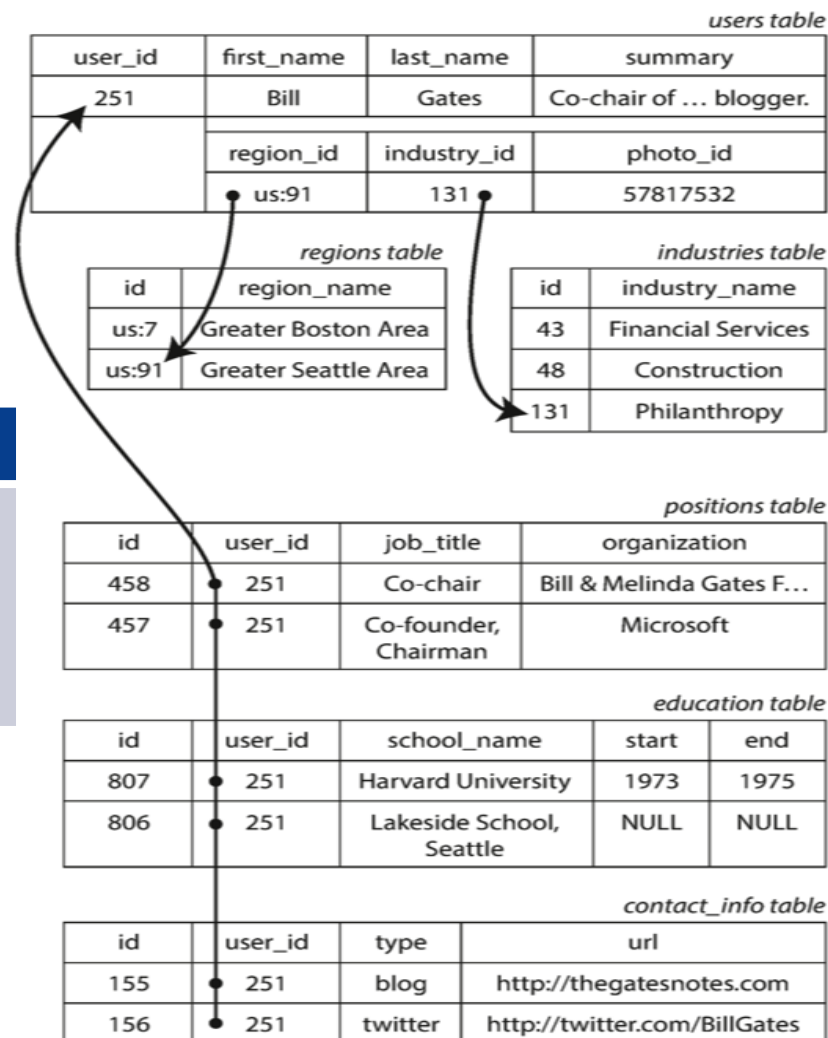 users table
user_id first_name last_name summary
251 Bill Gates Co-chair of … blogger.
region_id industry_id photo_id
us:91 131 57817532
regions table
id region_name
us:7 Greater Boston Area
us:91 Greater Seattle Area
industries table
id industry_name
43 Financial Services
48 Construction
131 Philanthropy
positions table
id user_id job_title organization
458 251 Co-chair Bill & Melinda Gates F…
457 251 Co-founder, Microsoft
Chairman
education table
id user_id school_name start end
807 251 Harvard University 1973 1975
806 251 Lakeside School, NULL NULL
Seattle
contact_info table
id user_id type url
155 251 blog http://thegatesnotes.com
156 251 twitter http://twitter.com/BillGates